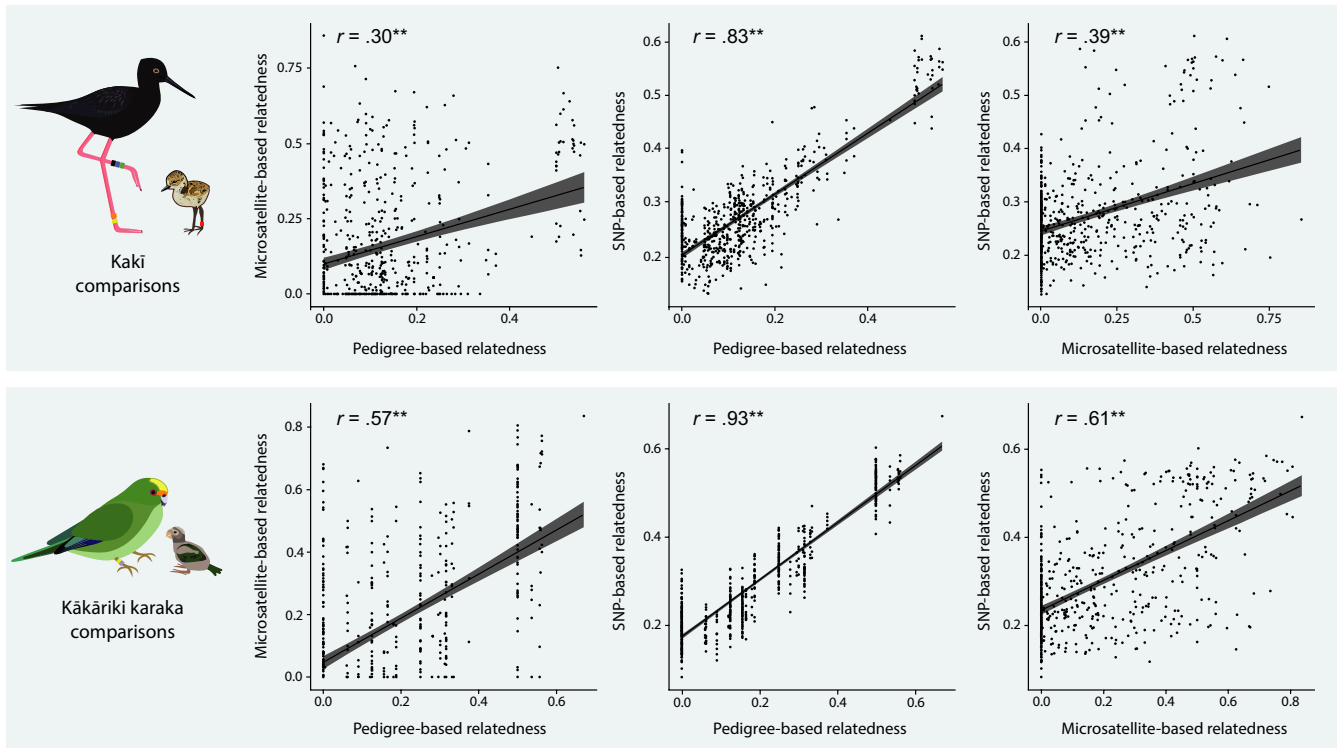 r = .30**
Microsatellite-based relatedness
0.75
0.5
0.25
0.0
0.0
0.2
0.4
Pedigree-based relatedness
r = .83**
SNP-based relatedness
0.6
0.5
0.4
0.3
0.2
0.0
0.2
0.4
Pedigree-based relatedness
r = .39**
SNP-based relatedness
0.6
0.5
0.4
0.3
0.2
0.0
0.25
0.5
0.75
Microsatellite-based relatedness
Kakī
comparisons
r = .57**
Microsatellite-based relatedness
0.8
0.6
0.4
0.2
0.0
0.0
0.2
0.4
0.6
Pedigree-based relatedness
r = .93**
SNP-based relatedness
0.6
0.4
0.2
0.0
0.2
0.4
0.6
Pedigree-based relatedness
r = .61**
SNP-based relatedness
0.6
0.4
0.2
0.0
0.2
0.4
0.6
0.8
Microsatellite-based relatedness
Kākāriki karaka
comparisons